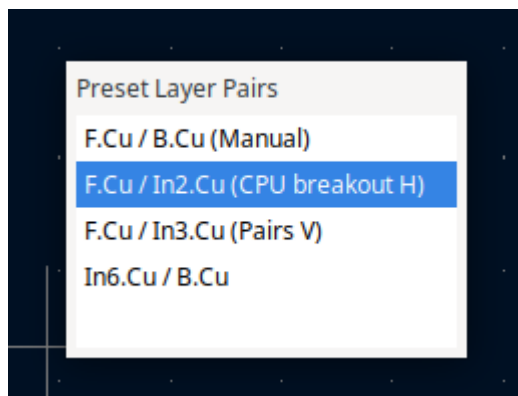 Preset Layer Pairs
F.Cu / B.Cu (Manual)
F.Cu / In2.Cu (CPU breakout H)
F.Cu / In3.Cu (Pairs V)
In6.Cu / B.Cu